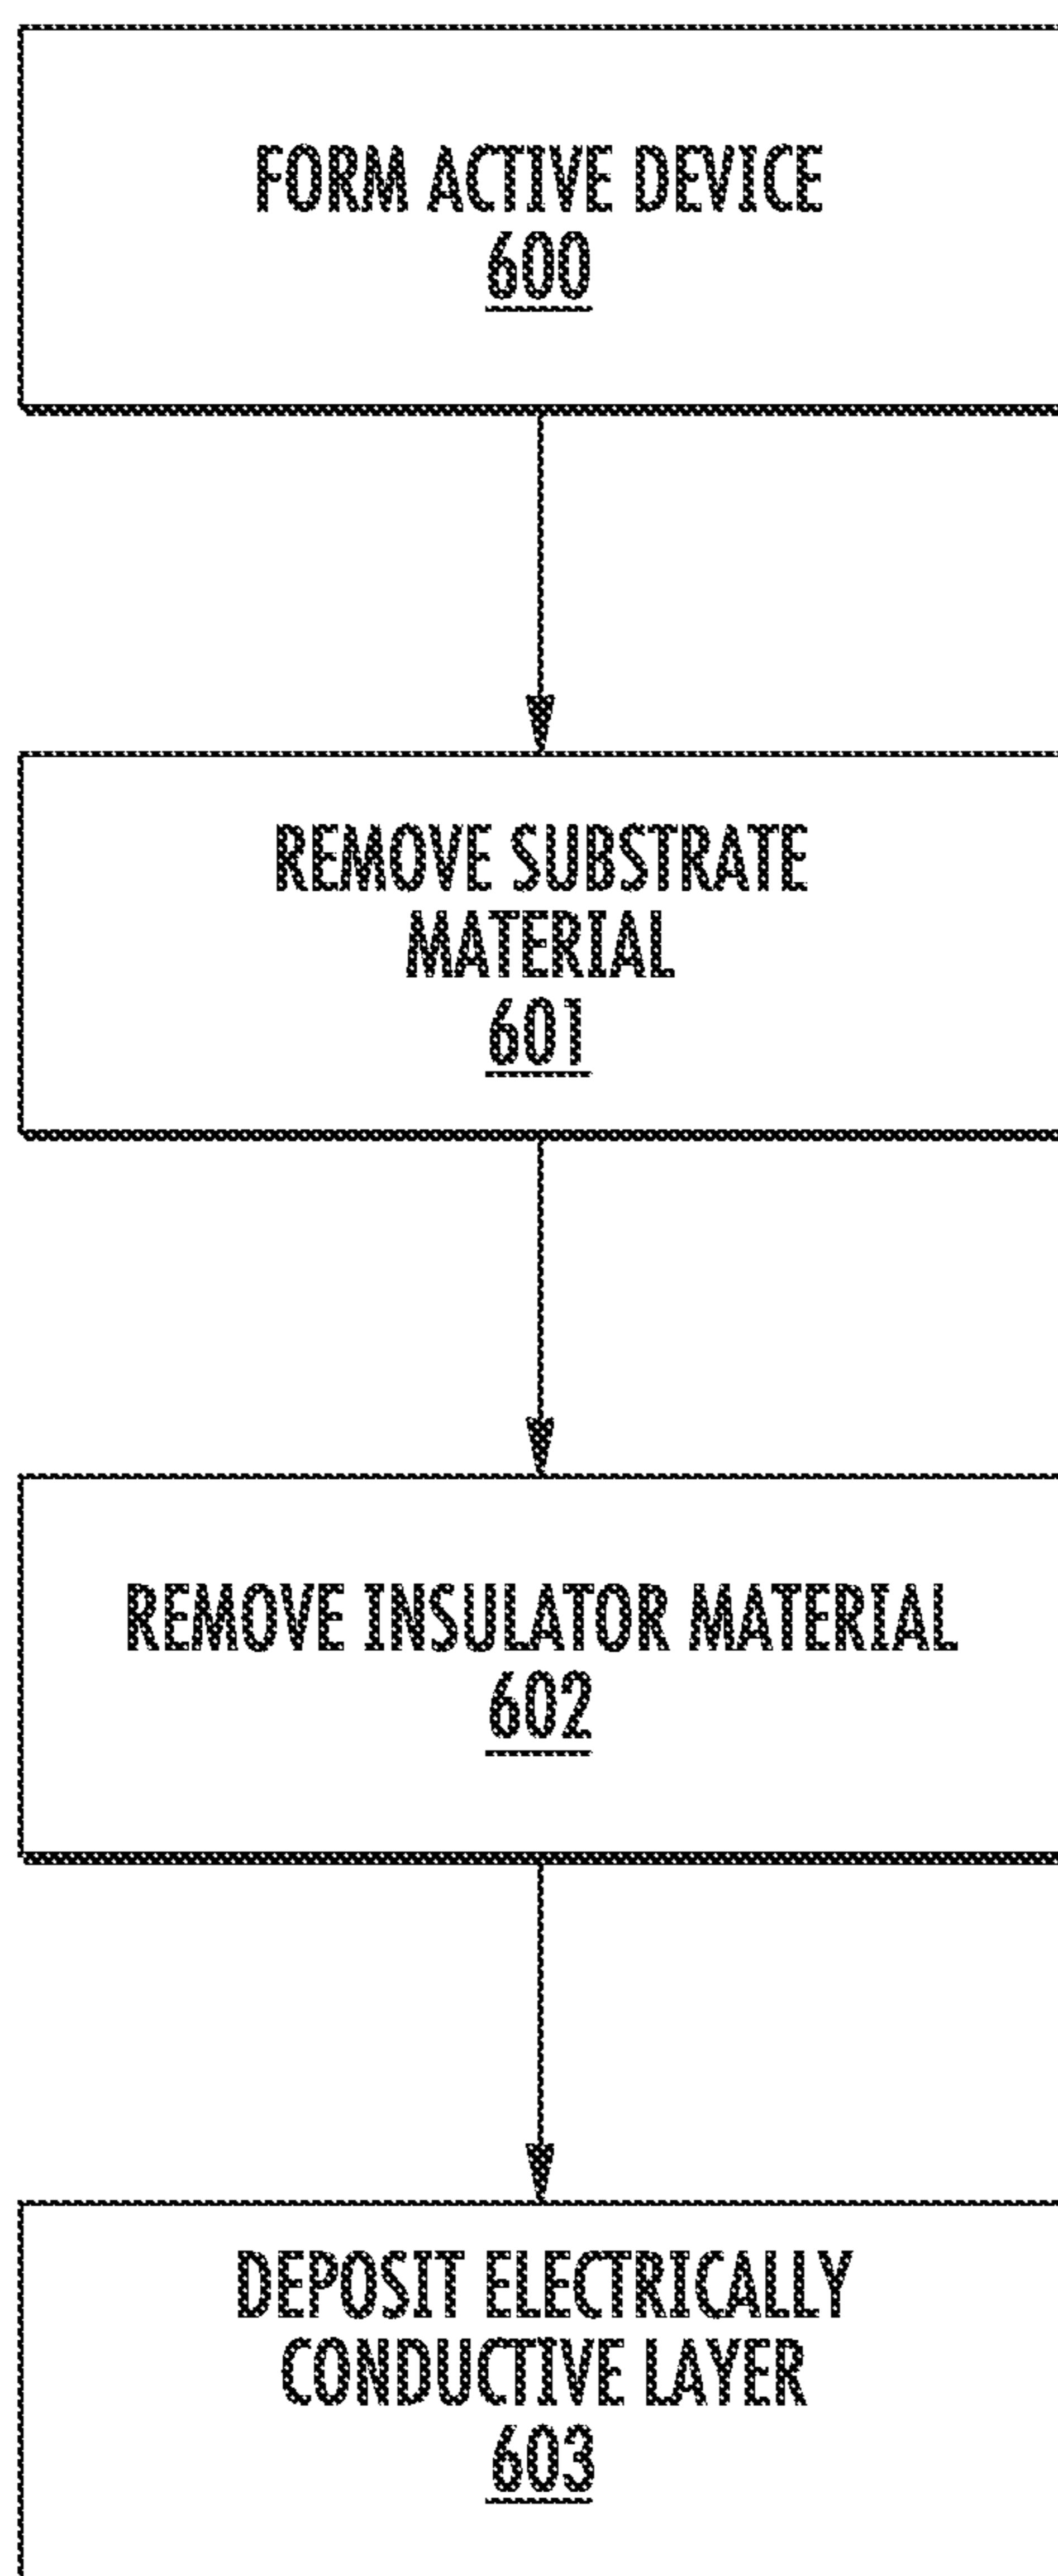 FORM ACTIVE DEVICE
600
REMOVE SUBSTRATE
MATERIAL
601
REMOVE INSULATOR MATERIAL
602
DEPOSIT ELECTRICALLY
CONDUCTIVE LAYER
603